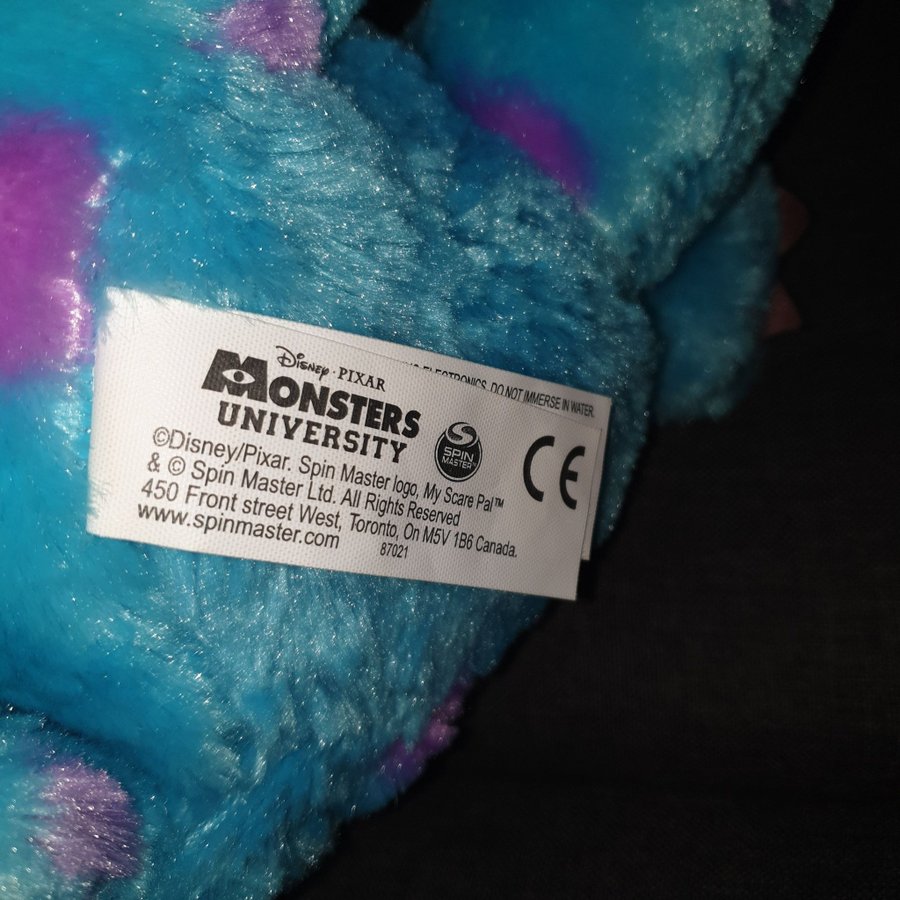 Disney · PIXAR
MONSTERS
UNIVERSITY
SPIN
MASTER™
©Disney/Pixar. Spin Master logo, My Scare Pal™
& © Spin Master Ltd. All Rights Reserved
450 Front street West, Toronto, On M5V 1B6 Canada.
www.spinmaster.com
87021
CE
ELECTRONICS. DO NOT IMMERSE IN WATER.